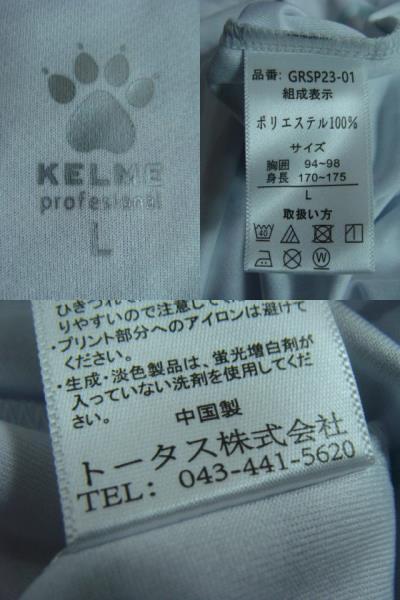 KELME
profesional
L
品番: GRSP23-01
組成表示
ポリエステル100%
サイズ
胸囲 94~98
身長 170~175
L
取扱い方
40
W
りやすいので注意して
・プリント部分へのアイロンは避けて
ください。
・生成・淡色製品は、蛍光増白剤が
入っていない洗剤を使用してくだ
さい。
中国製
トータス株式会社
TEL: 043-441-5620